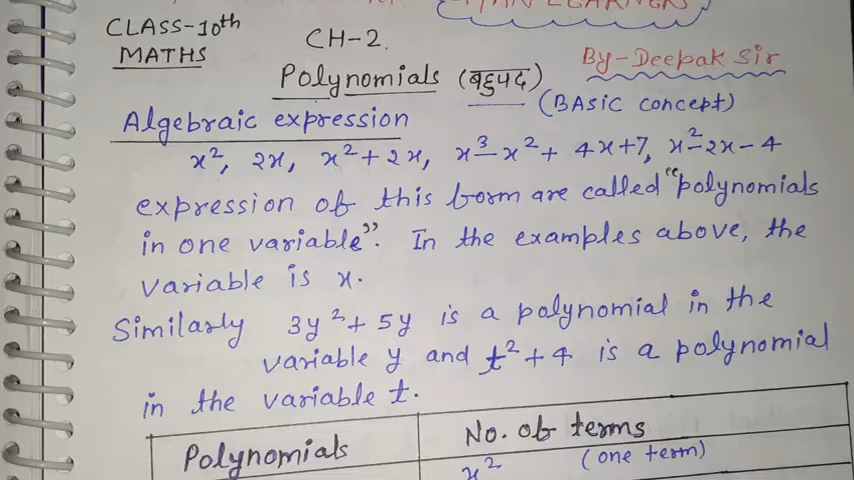 LEARNERS
CLASS-10th
MATHS
CH-2.
Polynomials (बहुपद)
By-Deepak Sir
(BAsic concept)
Algebraic expression
x², 2x, x² + 2x, x³ - x² + 4x + 7, x² - 2x - 4
expression of this form are called "polynomials
in one variable". In the examples above, the
variable is x.
Similarly 3y² + 5y is a polynomial in the
variable y and t² + 4 is a polynomial
in the variable t.
Polynomials No. of terms
x² (one term)